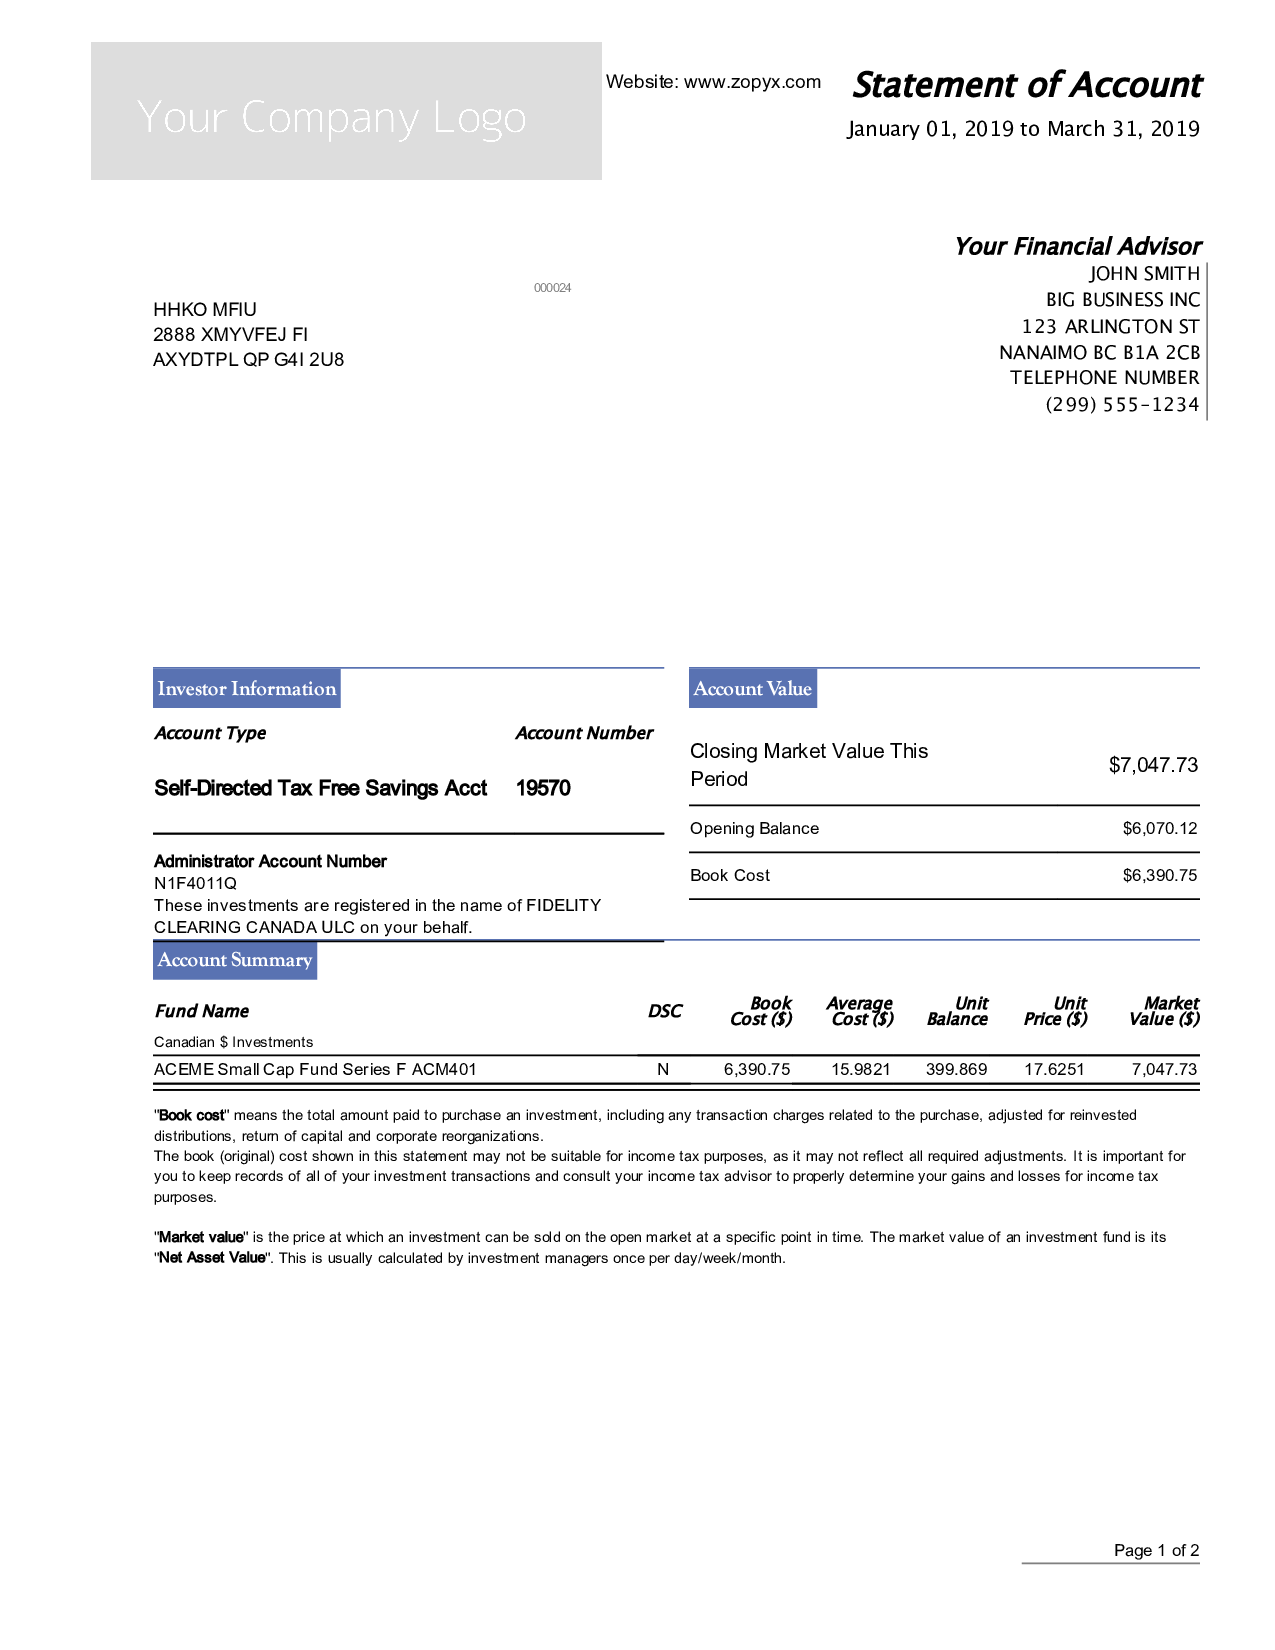 Your Company Logo
Website: www.zopyx.com
Statement of Account
January 01, 2019 to March 31, 2019
Your Financial Advisor
JOHN SMITH
BIG BUSINESS INC
123 ARLINGTON ST
NANAIMO BC B1A 2CB
TELEPHONE NUMBER
(299) 555-1234
000024
HHKO MFIU
2888 XMYVFEJ FI
AXYDTPL QP G4I 2U8
Investor Information
Account Type Account Number
Self-Directed Tax Free Savings Acct 19570
Administrator Account Number
N1F4011Q
These investments are registered in the name of FIDELITY
CLEARING CANADA ULC on your behalf.
Account Value
Closing Market Value This
Period $7,047.73
Opening Balance $6,070.12
Book Cost $6,390.75
Account Summary
Fund Name DSC Book Cost ($) Average Cost ($) Unit Balance Unit Price ($) Market Value ($)
Canadian $ Investments
ACEME Small Cap Fund Series F ACM401 N 6,390.75 15.9821 399.869 17.6251 7,047.73
"Book cost" means the total amount paid to purchase an investment, including any transaction charges related to the purchase, adjusted for reinvested
distributions, return of capital and corporate reorganizations.
The book (original) cost shown in this statement may not be suitable for income tax purposes, as it may not reflect all required adjustments. It is important for
you to keep records of all of your investment transactions and consult your income tax advisor to properly determine your gains and losses for income tax
purposes.
"Market value" is the price at which an investment can be sold on the open market at a specific point in time. The market value of an investment fund is its
"Net Asset Value". This is usually calculated by investment managers once per day/week/month.
Page 1 of 2